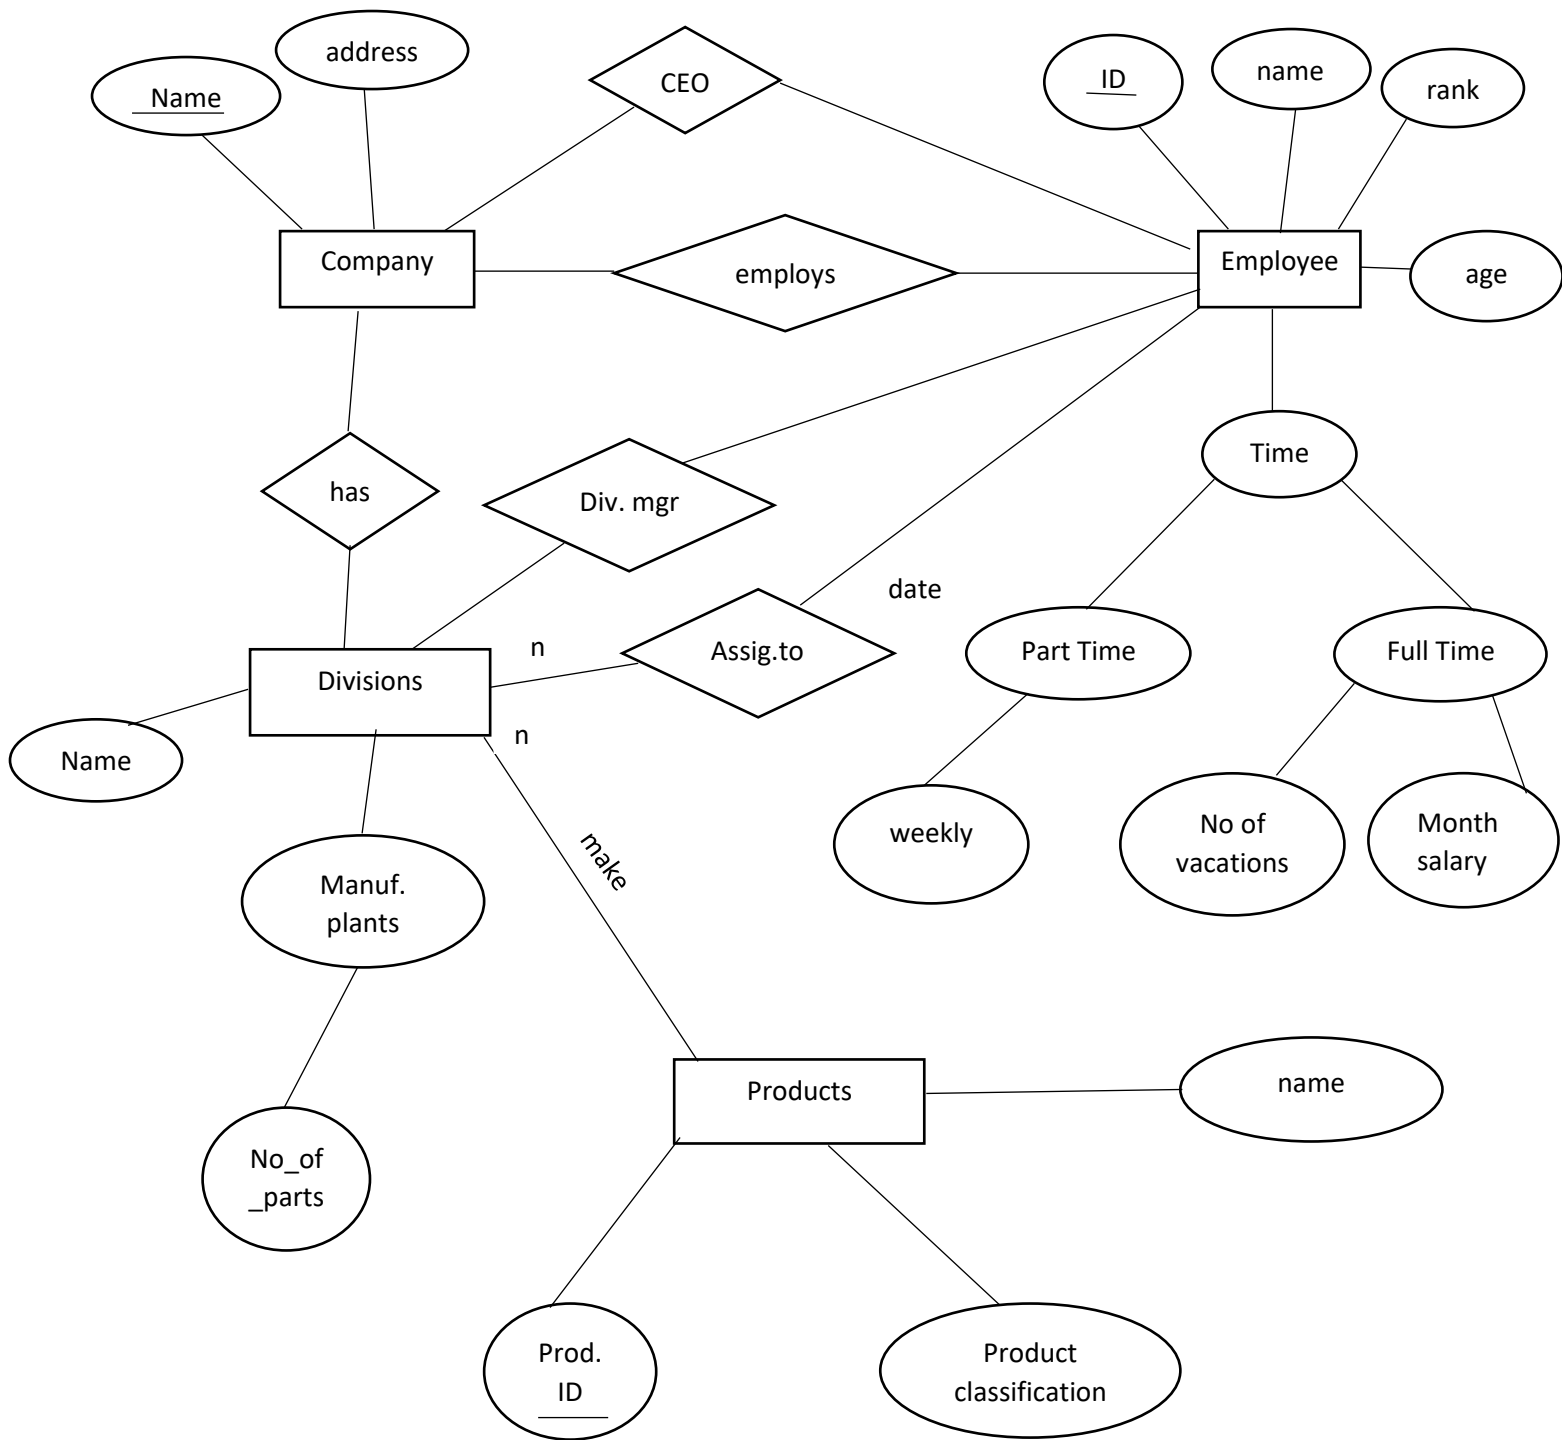 address
Name
CEO
ID
name
rank
Company
employs
Employee
age
Time
has
Div. mgr
date
n
Assig.to
Part Time
Full Time
Divisions
n
Name
weekly
No of
vacations
Month
salary
make
Manuf.
plants
Products
name
No_of
_parts
Prod.
ID
Product
classification